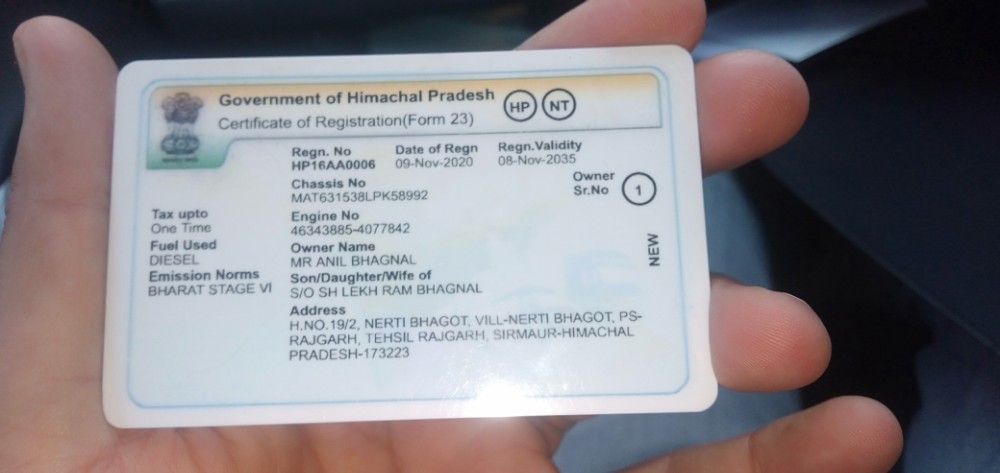 Government of Himachal Pradesh
HP NT
Certificate of Registration(Form 23)
Regn. No Date of Regn Regn.Validity
HP16AA0006 09-Nov-2020 08-Nov-2035
Chassis No
MAT631538LPK58992
Owner
Sr.No 1
Tax upto
One Time
Engine No
46343885-4077842
Fuel Used
DIESEL
Owner Name
MR ANIL BHAGNAL
NEW
Emission Norms
BHARAT STAGE VI
Son/Daughter/Wife of
S/O SH LEKH RAM BHAGNAL
Address
H.NO.19/2, NERTI BHAGOT, VILL-NERTI BHAGOT, PS-
RAJGARH, TEHSIL RAJGARH, SIRMAUR-HIMACHAL
PRADESH-173223